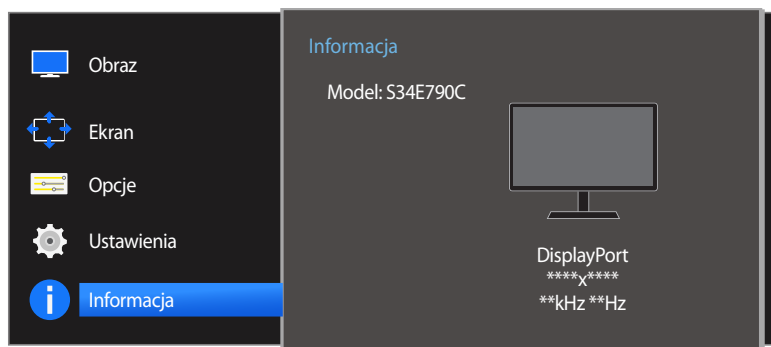 Obraz
Ekran
Opcje
Ustawienia
Informacja
Informacja
Model: S34E790C
DisplayPort
****x****
**kHz **Hz